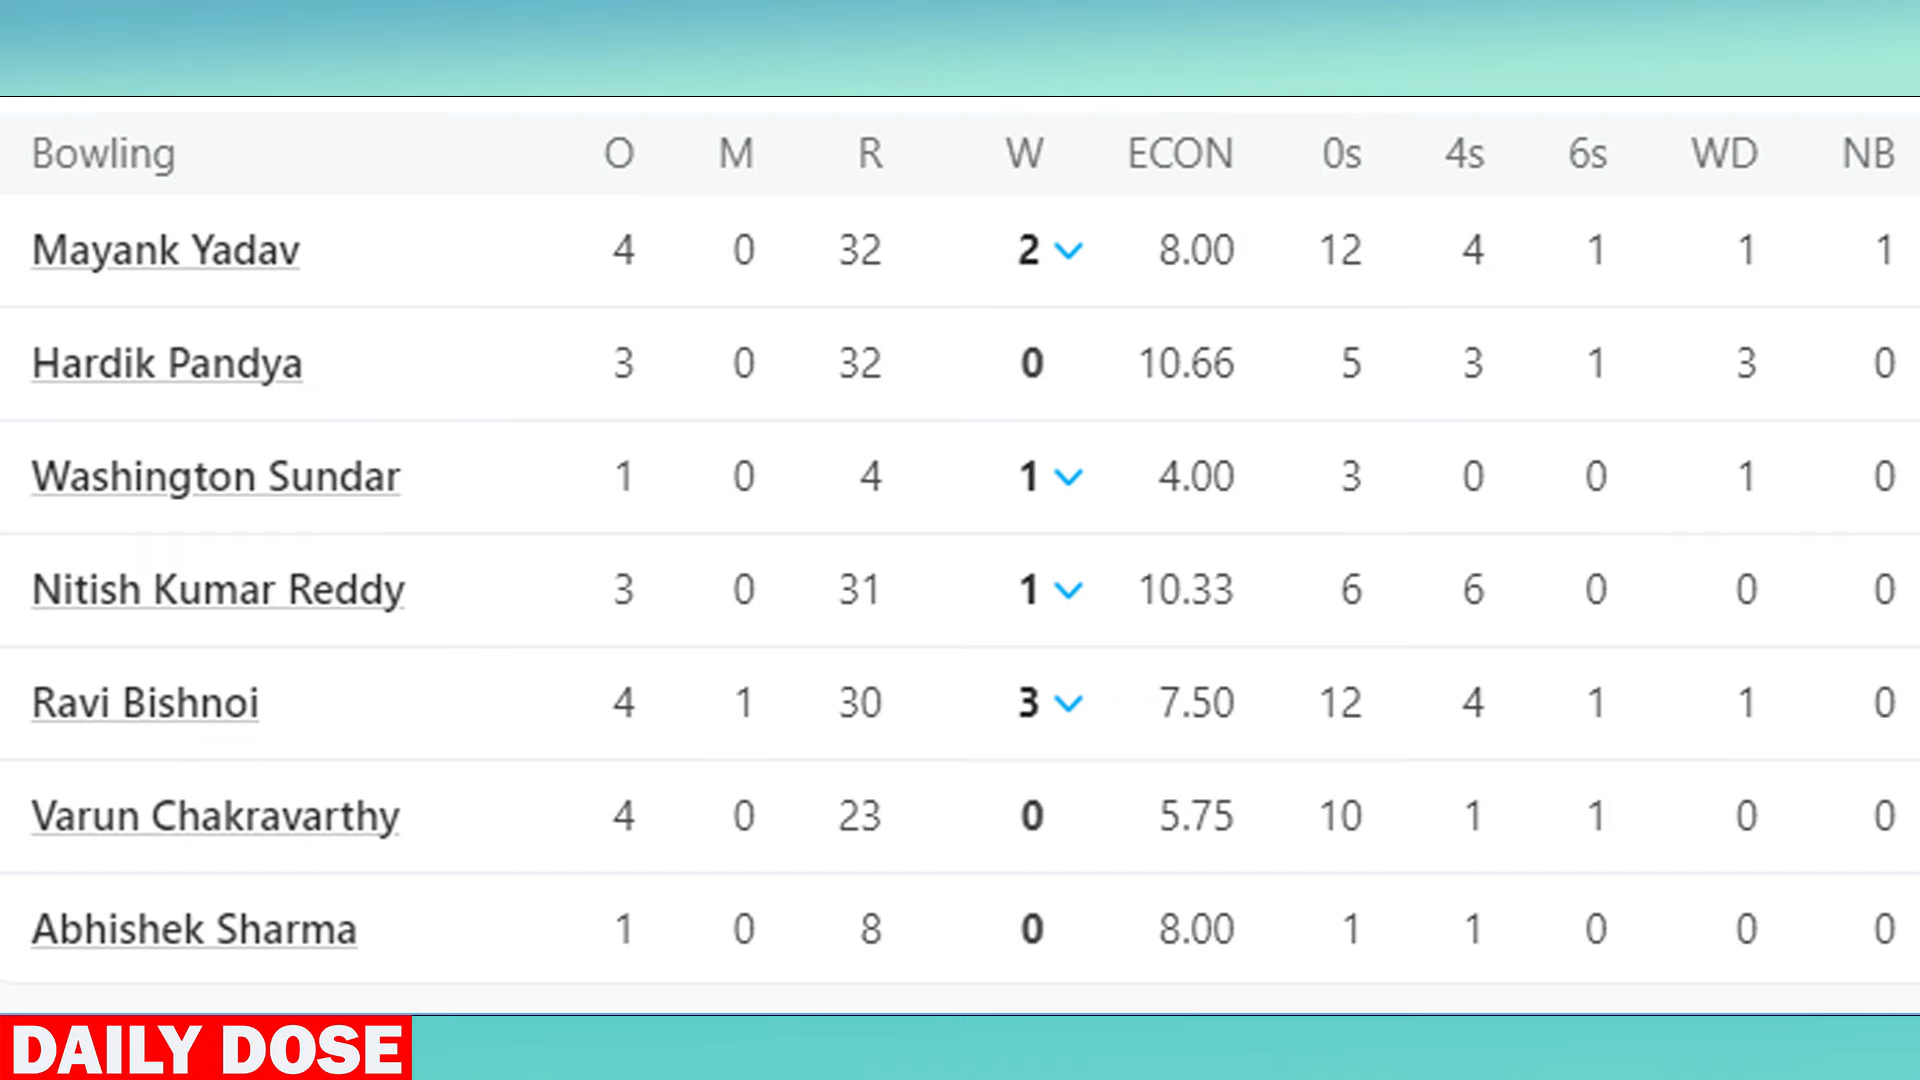 Bowling O M R W ECON 0s 4s 6s WD NB
Mayank Yadav 4 0 32 2 8.00 12 4 1 1 1
Hardik Pandya 3 0 32 0 10.66 5 3 1 3 0
Washington Sundar 1 0 4 1 4.00 3 0 0 1 0
Nitish Kumar Reddy 3 0 31 1 10.33 6 6 0 0 0
Ravi Bishnoi 4 1 30 3 7.50 12 4 1 1 0
Varun Chakravarthy 4 0 23 0 5.75 10 1 1 0 0
Abhishek Sharma 1 0 8 0 8.00 1 1 0 0 0
DAILY DOSE